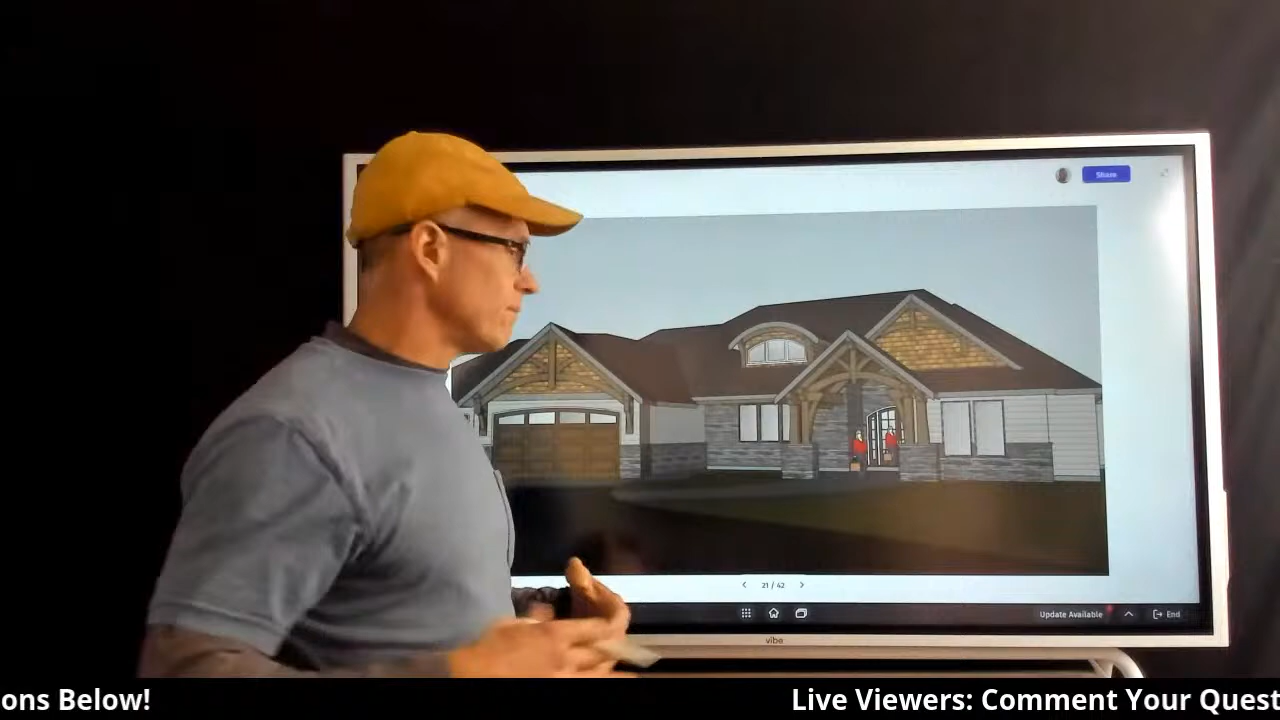 Share
21 / 42
Update Available
End
vibe
ons Below!
Live Viewers: Comment Your Quest